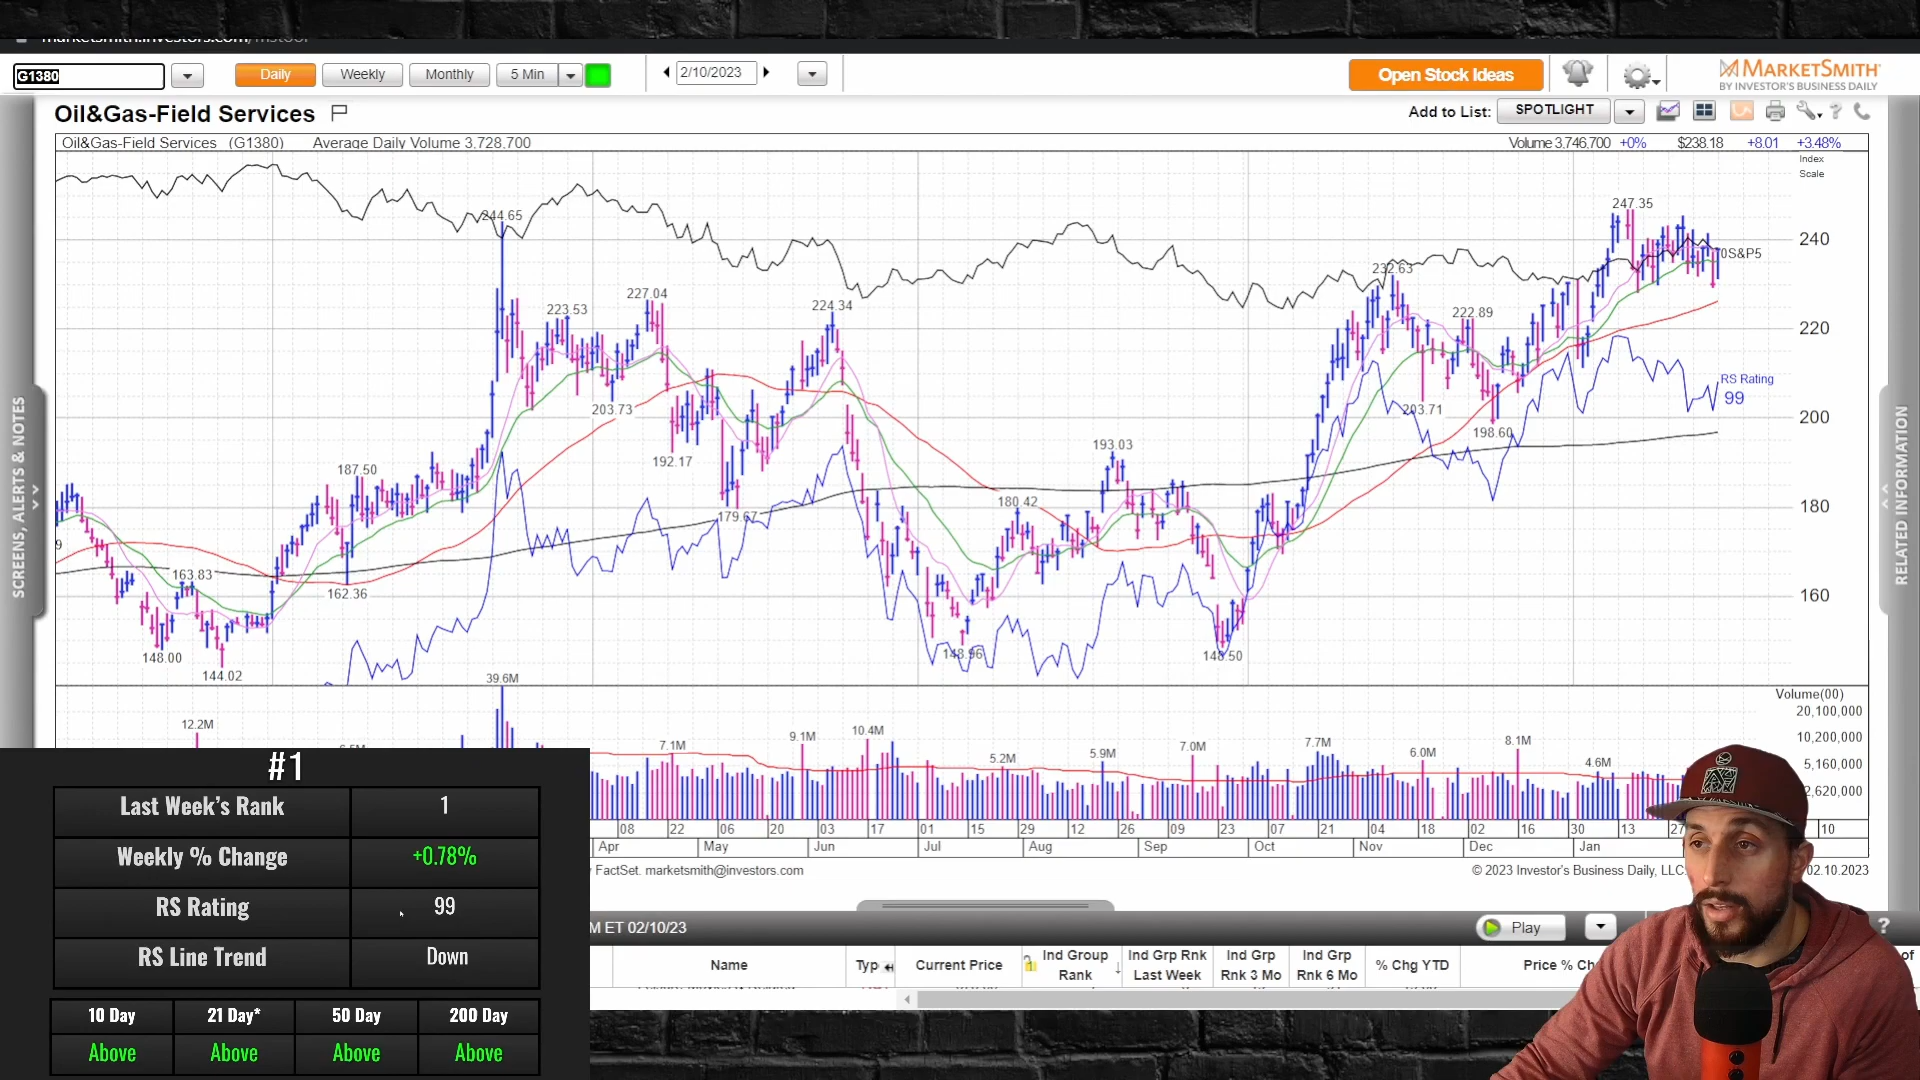 G1380
Daily
Weekly
Monthly
5 Min
2/10/2023
Open Stock Ideas
MARKETSMITH
BY INVESTOR'S BUSINESS DAILY
Oil&Gas-Field Services
Add to List:
SPOTLIGHT
Oil&Gas-Field Services (G1380) Average Daily Volume 3,728,700
Volume 3,746,700 +0% $238.18 +8.01 +3.48%
Index
Scale
247.35
244.65
240
0S&P5
232.63
227.04
223.53
224.34
222.89
220
RS Rating
99
203.73
203.71
200
198.60
193.03
192.17
187.50
180.42
180
179.67
163.83
162.36
160
148.00
144.02
148.96
148.50
39.6M
Volume(00)
20,100,000
12.2M
10.4M
9.1M
7.1M
7.7M
8.1M
7.0M
6.0M
5.9M
5.2M
4.6M
10,200,000
5,160,000
2,620,000
08 22 06 20 03 17 01 15 29 12 26 09 23 07 21 04 18 02 16 30 13 27 10
Apr May Jun Jul Aug Sep Oct Nov Dec Jan
FactSet. marketsmith@investors.com
© 2023 Investor's Business Daily, LLC.
02.10.2023
SCREENS, ALERTS & NOTES
RELATED INFORMATION
M ET 02/10/23
Play
Name
Typ
Current Price
Ind Group
Rank
Ind Grp Rnk
Last Week
Ind Grp
Rnk 3 Mo
Ind Grp
Rnk 6 Mo
% Chg YTD
Price % Ch
of
#1
Last Week's Rank 1
Weekly % Change +0.78%
RS Rating 99
RS Line Trend Down
10 Day 21 Day* 50 Day 200 Day
Above Above Above Above